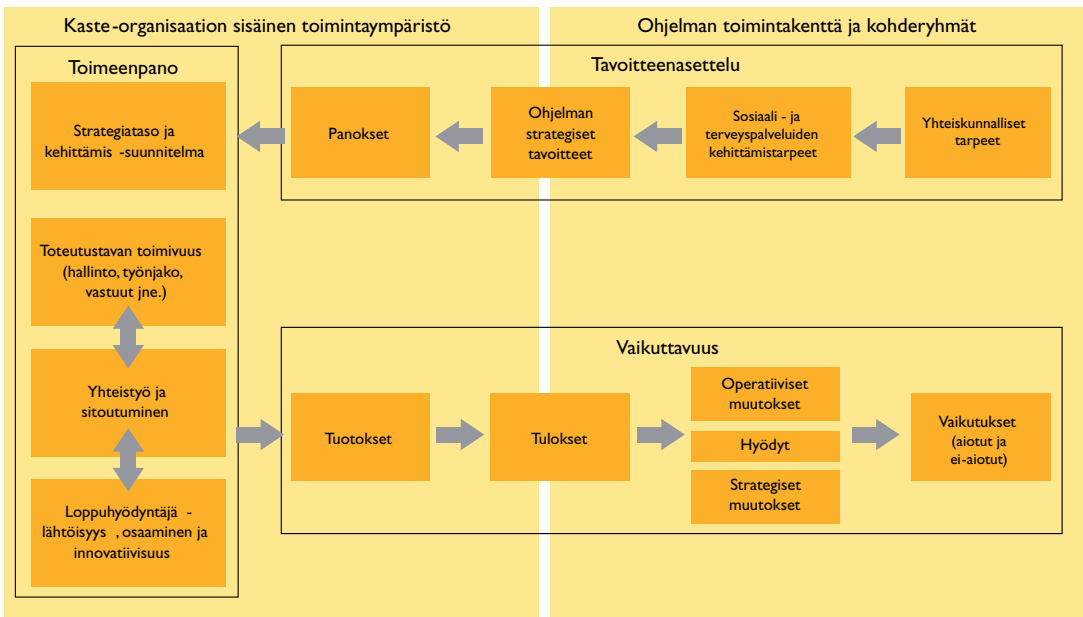 Kaste-organisaation sisäinen toimintaympäristö
Ohjelman toimintakenttä ja kohderyhmät
Toimeenpano
Strategiataso ja
kehittämis -suunnitelma
Toteutustavan toimivuus
(hallinto, työnjako,
vastuut jne.)
Yhteistyö ja
sitoutuminen
Loppuhyödyntäjä -
lähtöisyys , osaaminen ja
innovatiivisuus
Tavoitteenasettelu
Panokset
Ohjelman
strategiset
tavoitteet
Sosiaali - ja
terveyspalveluiden
kehittämistarpeet
Yhteiskunnalliset
tarpeet
Vaikuttavuus
Tuotokset
Tulokset
Operatiiviset
muutokset
Hyödyt
Strategiset
muutokset
Vaikutukset
(aiotut ja
ei-aiotut)